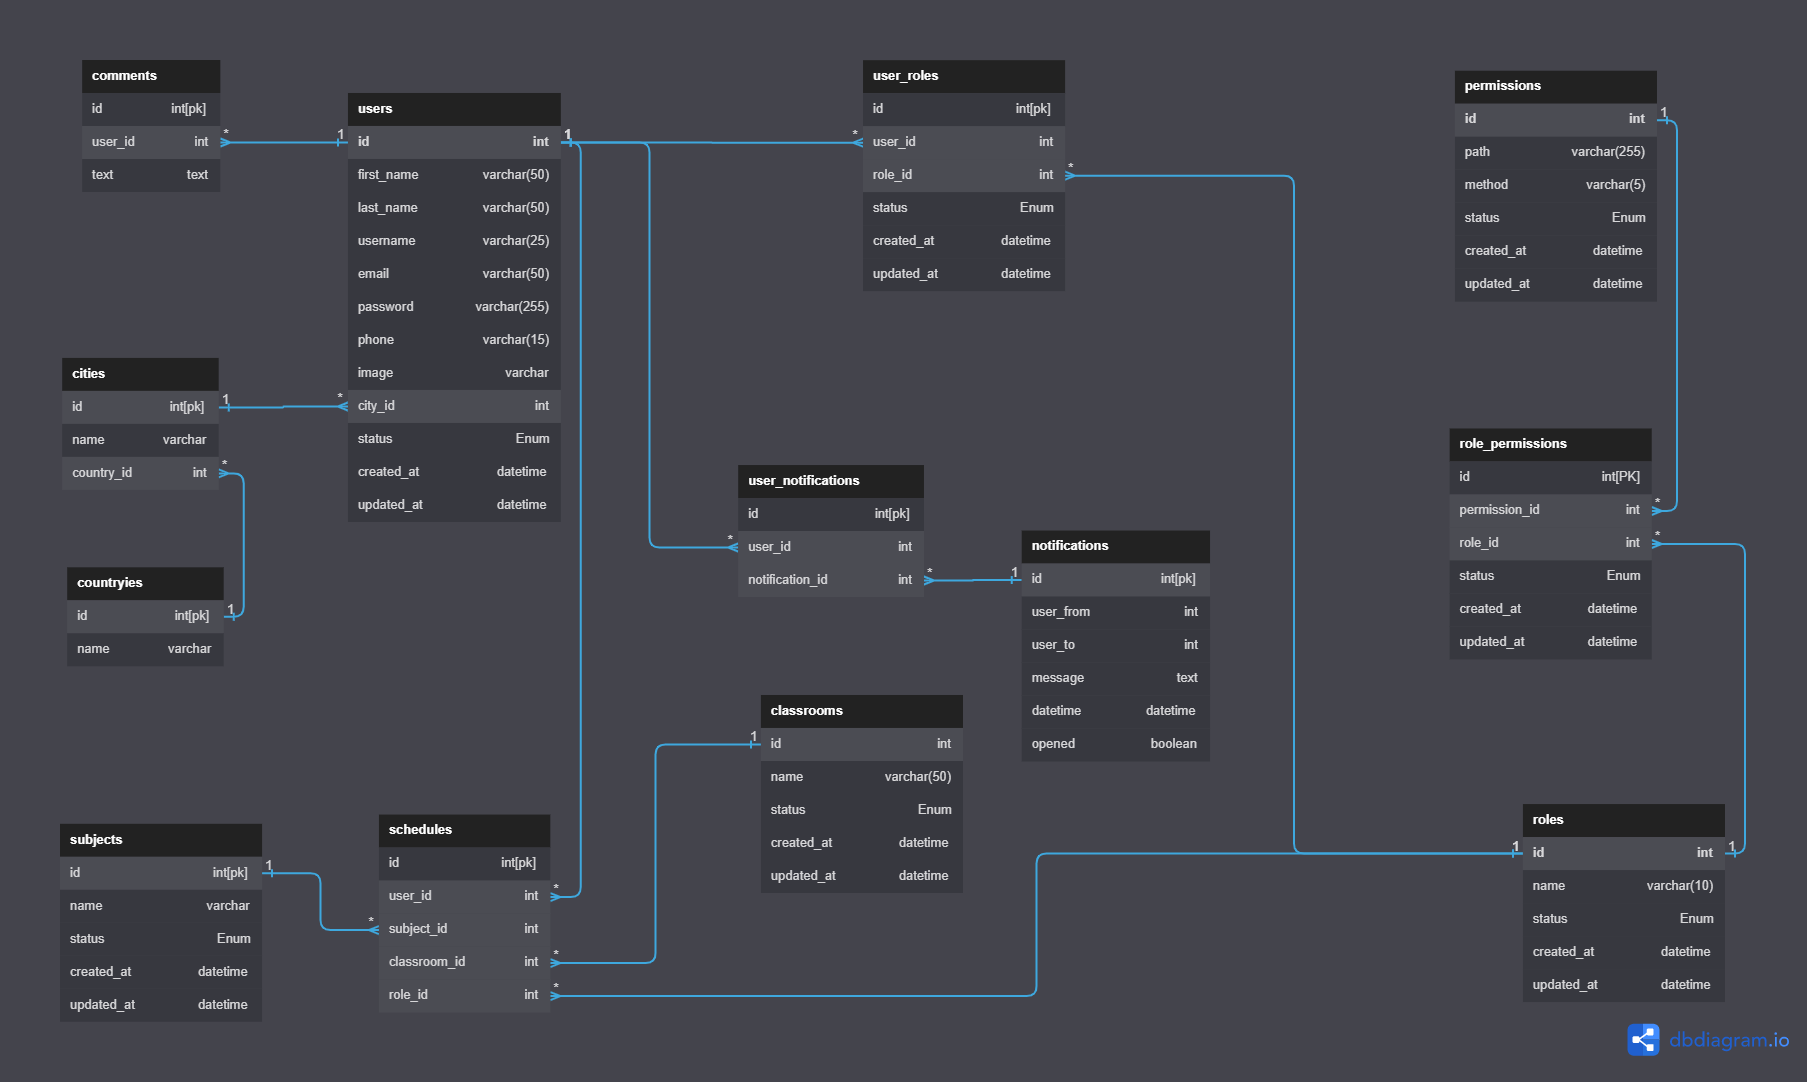 comments
id int[pk]
user_id int
text text
users
id int
first_name varchar(50)
last_name varchar(50)
username varchar(25)
email varchar(50)
password varchar(255)
phone varchar(15)
image varchar
city_id int
status Enum
created_at datetime
updated_at datetime
user_roles
id int[pk]
user_id int
role_id int
status Enum
created_at datetime
updated_at datetime
permissions
id int
path varchar(255)
method varchar(5)
status Enum
created_at datetime
updated_at datetime
cities
id int[pk]
name varchar
country_id int
countryies
id int[pk]
name varchar
user_notifications
id int[pk]
user_id int
notification_id int
notifications
id int[pk]
user_from int
user_to int
message text
datetime datetime
opened boolean
role_permissions
id int[PK]
permission_id int
role_id int
status Enum
created_at datetime
updated_at datetime
classrooms
id int
name varchar(50)
status Enum
created_at datetime
updated_at datetime
subjects
id int[pk]
name varchar
status Enum
created_at datetime
updated_at datetime
schedules
id int[pk]
user_id int
subject_id int
classroom_id int
role_id int
roles
id int
name varchar(10)
status Enum
created_at datetime
updated_at datetime
* 1
1 *
*
1
1 *
* 1
*
*
1
1
*
*
1
1
*
*
*
*
1
1
dbdiagram.io